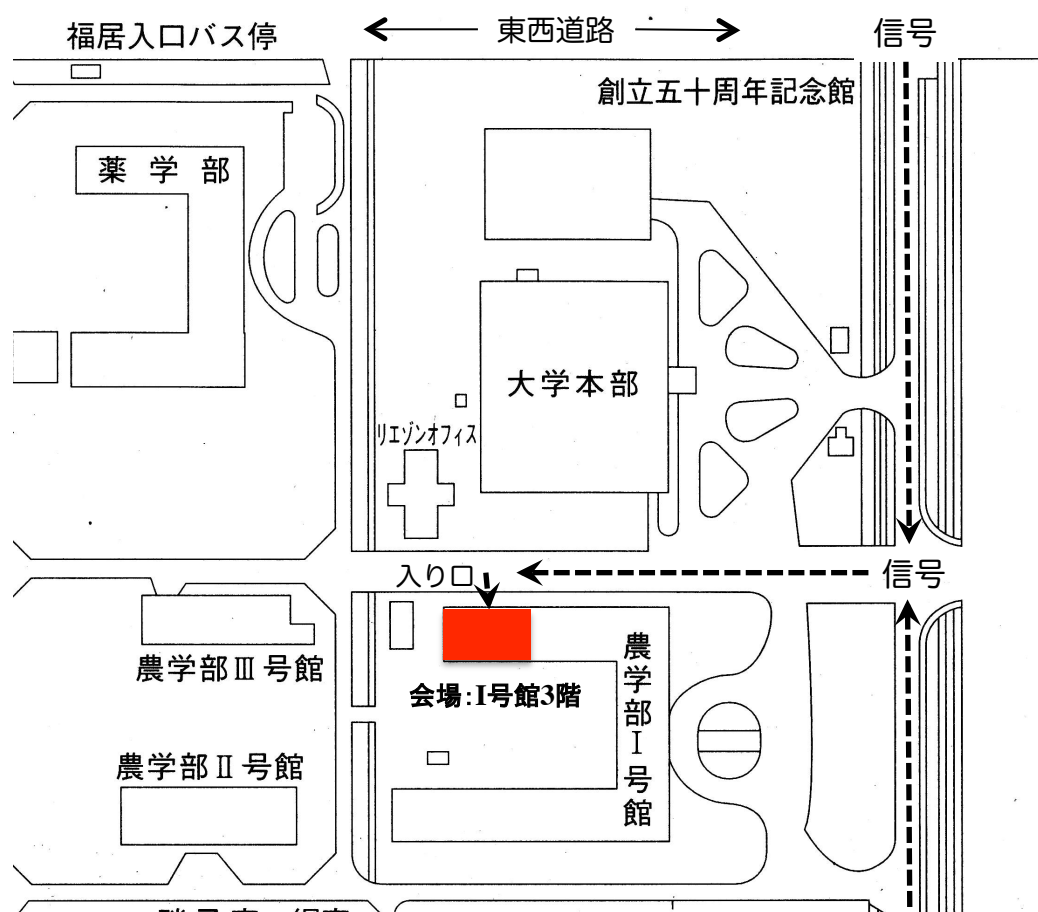 福居入口バス停
東西道路
信号
創立五十周年記念館
薬学部
大学本部
リエゾンオフィス
入り口
信号
農学部Ⅲ号館
会場:I号館3階
農学部Ⅰ号館
農学部Ⅱ号館